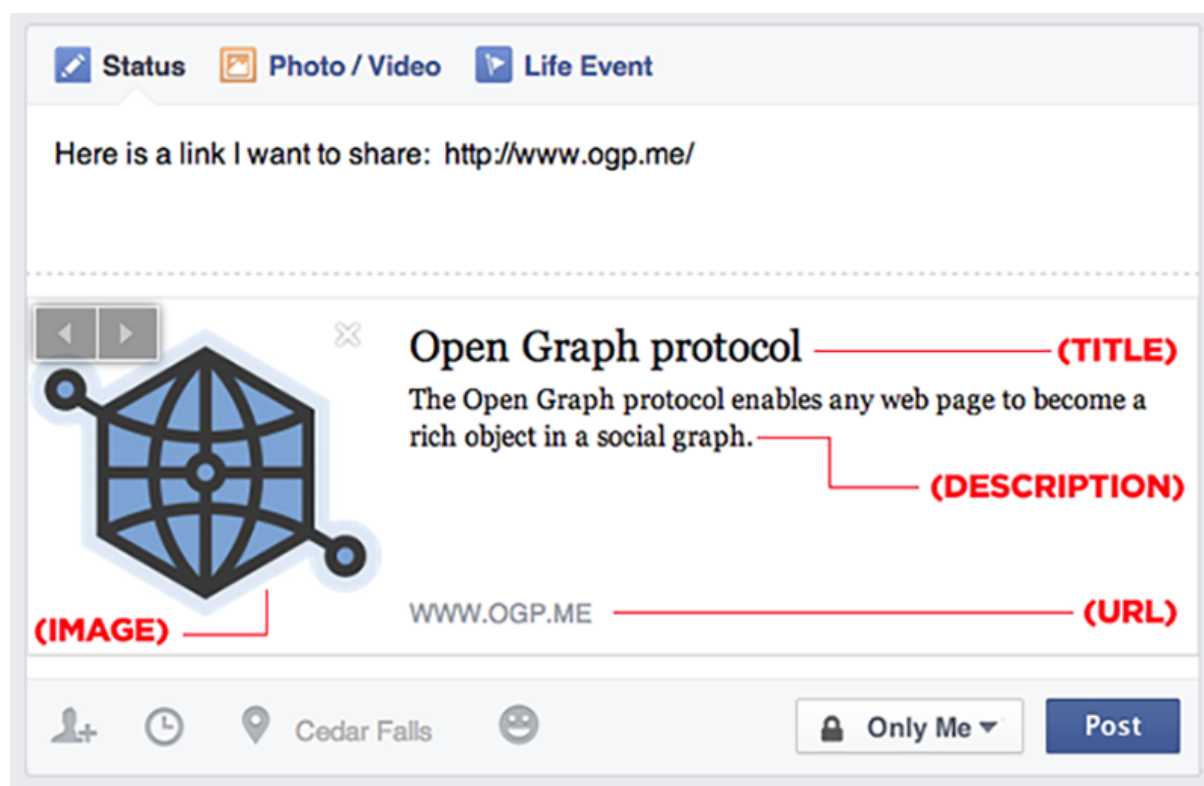 Status Photo / Video Life Event
Here is a link I want to share: http://www.ogp.me/
Open Graph protocol (TITLE)
The Open Graph protocol enables any web page to become a
rich object in a social graph.
(DESCRIPTION)
WWW.OGP.ME (URL)
(IMAGE)
Cedar Falls Only Me Post